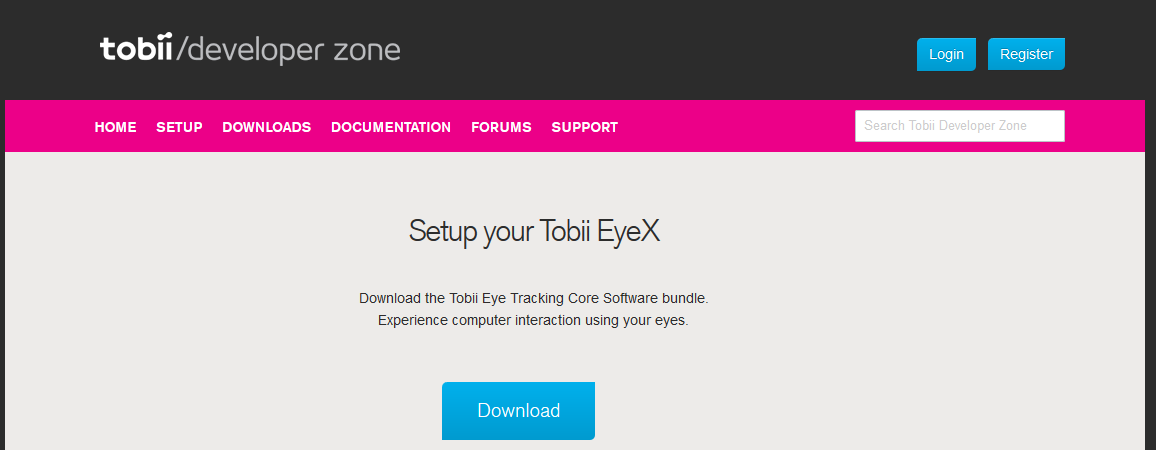 tobii/developer zone
Login
Register
HOME SETUP DOWNLOADS DOCUMENTATION FORUMS SUPPORT
Search Tobii Developer Zone
Setup your Tobii EyeX
Download the Tobii Eye Tracking Core Software bundle.
Experience computer interaction using your eyes.
Download